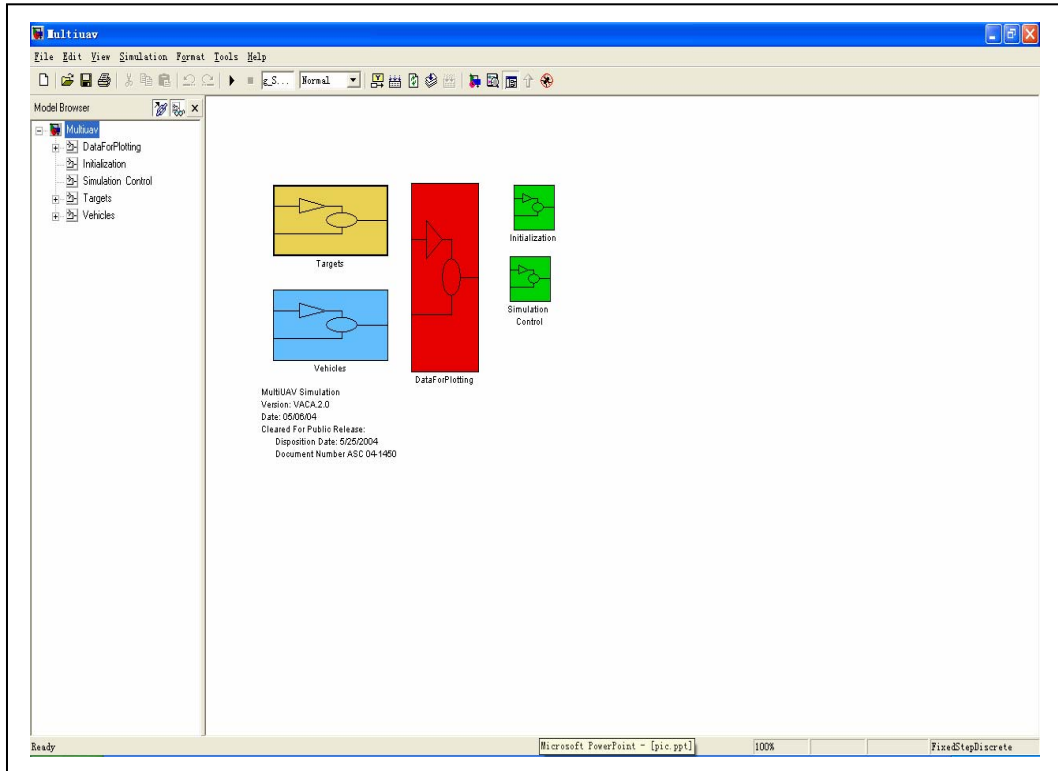 Multiuav
File Edit View Simulation Format Tools Help
g_S... Normal
Model Browser
Multiuav
DataForPlotting
Initialization
Simulation Control
Targets
Vehicles
Targets
Vehicles
DataForPlotting
Initialization
Simulation
Control
MultiUAV Simulation
Version: VACA.2.0
Date: 05/06/04
Cleared For Public Release:
Disposition Date: 5/25/2004
Document Number ASC 04-1450
Ready
Microsoft PowerPoint - [pic.ppt]
100%
FixedStepDiscrete